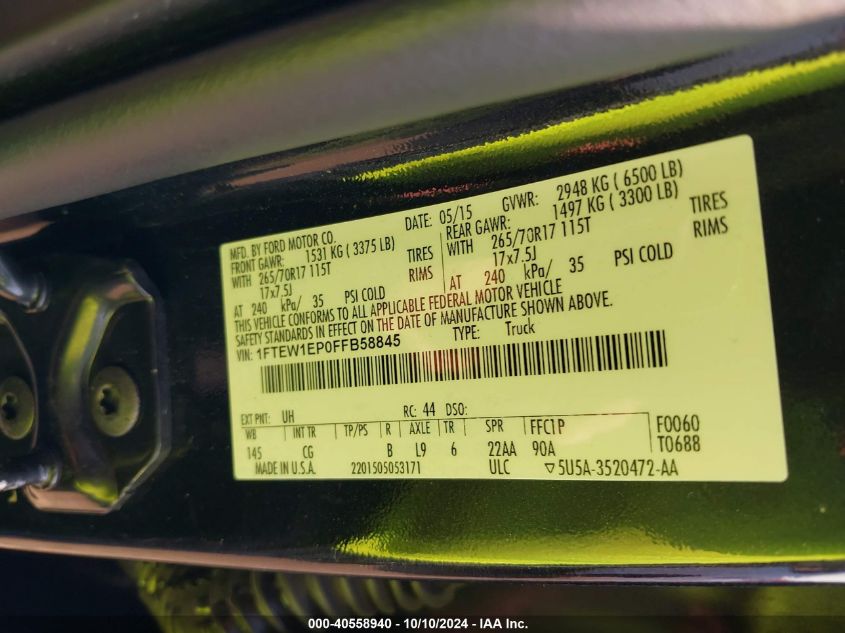 MFD. BY FORD MOTOR CO. DATE: 05/15 GVWR: 2948 KG ( 6500 LB)
FRONT GAWR: 1531 KG ( 3375 LB) REAR GAWR: 1497 KG ( 3300 LB)
WITH 265/70R17 115T TIRES WITH 265/70R17 115T TIRES
17x7.5J RIMS 17x7.5J RIMS
AT 240 kPa/ 35 PSI COLD AT 240 kPa/ 35 PSI COLD
THIS VEHICLE CONFORMS TO ALL APPLICABLE FEDERAL MOTOR VEHICLE
SAFETY STANDARDS IN EFFECT ON THE DATE OF MANUFACTURE SHOWN ABOVE.
VIN: 1FTEW1EP0FFB58845 TYPE: Truck
EXT PNT: UH RC: 44 DSO:
WB INT TR TP/PS R AXLE TR SPR FFC1P F0060
145 CG B L9 6 22AA 90A T0688
MADE IN U.S.A. 2201505053171 ULC ▽5U5A-3520472-AA
000-40558940 - 10/10/2024 - IAA Inc.